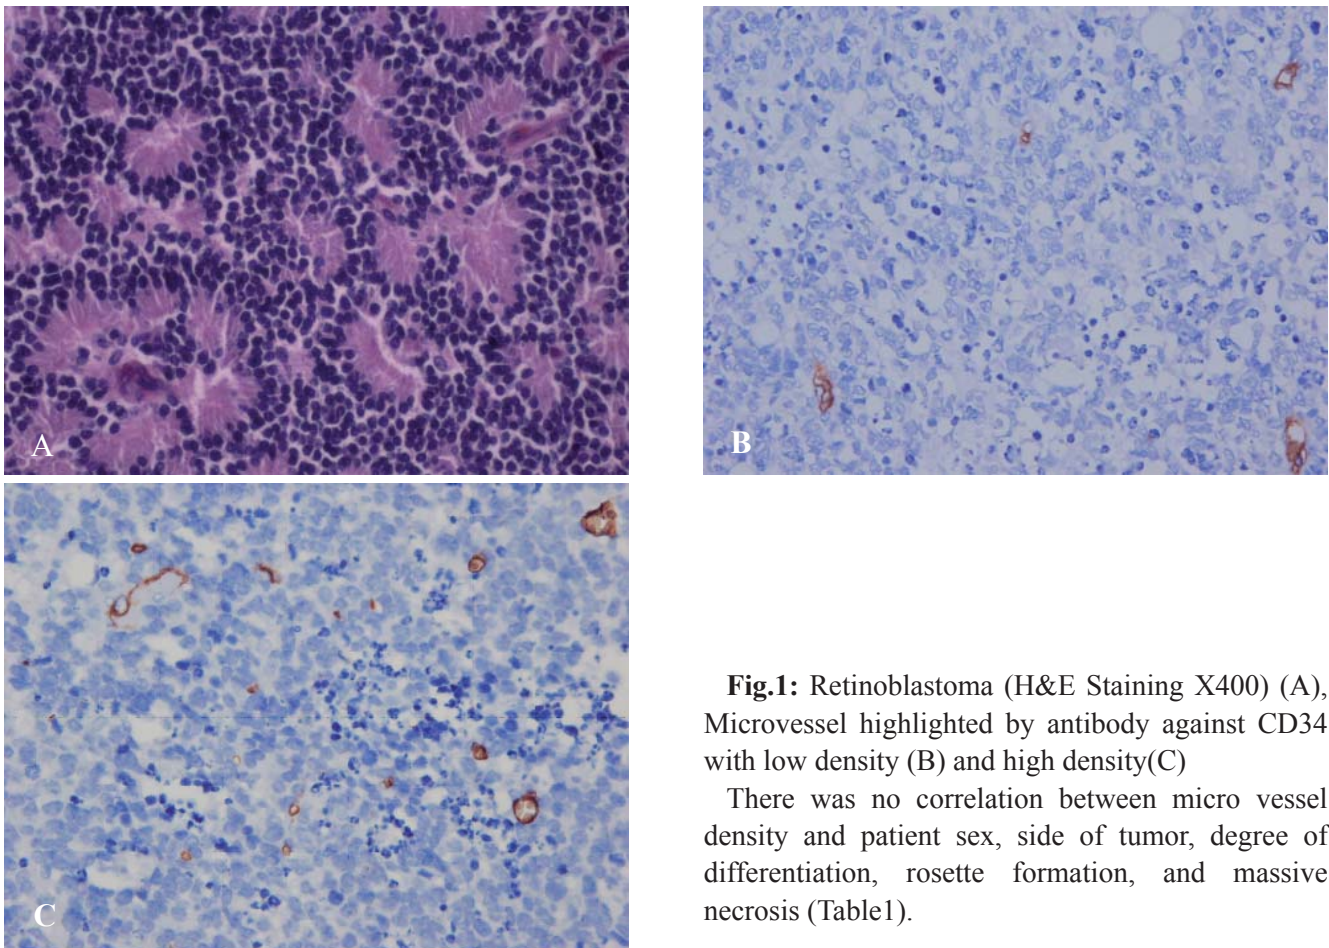 A
B
C
Fig.1: Retinoblastoma (H&E Staining X400) (A),
Microvessel highlighted by antibody against CD34
with low density (B) and high density(C)
There was no correlation between micro vessel
density and patient sex, side of tumor, degree of
differentiation, rosette formation, and massive
necrosis (Table1).